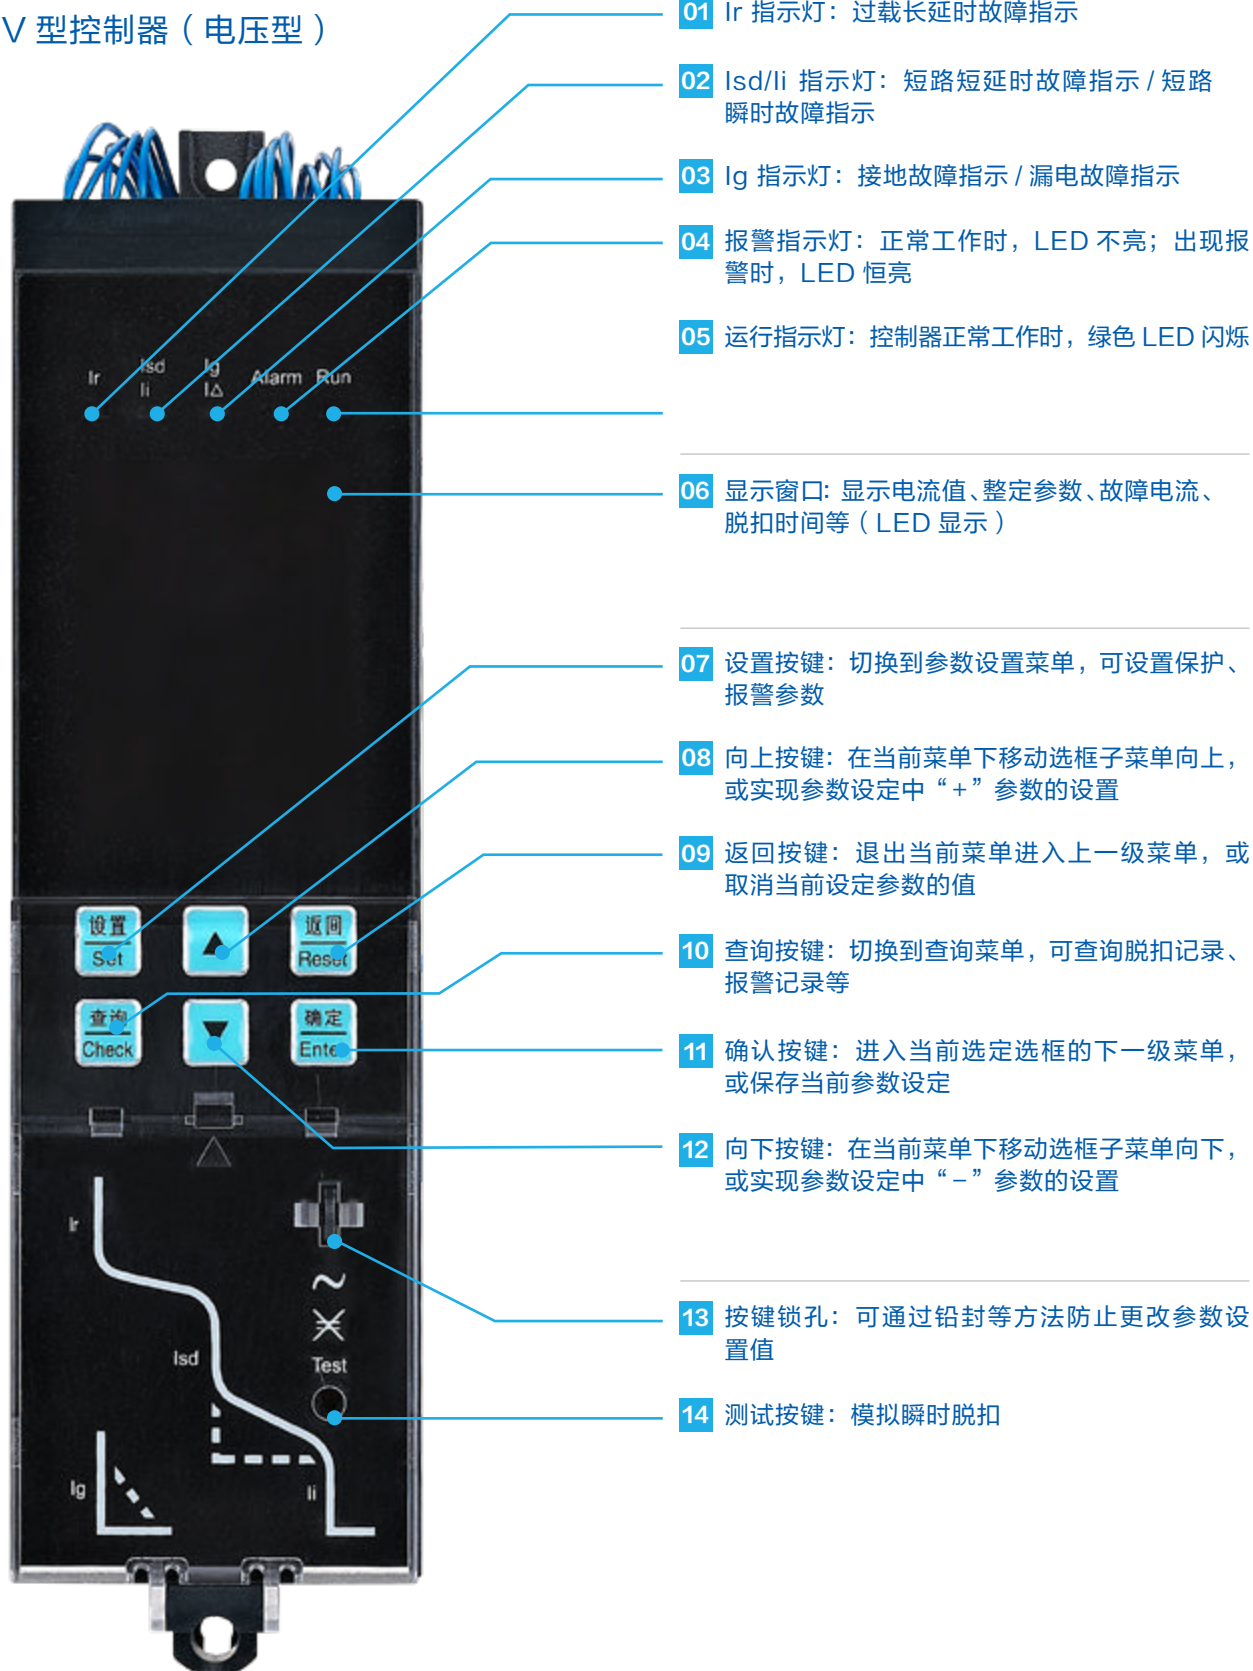 V 型控制器（电压型）
01 Ir 指示灯：过载长延时故障指示
02 Isd/Ii 指示灯：短路短延时故障指示 / 短路
瞬时故障指示
03 Ig 指示灯：接地故障指示 / 漏电故障指示
04 报警指示灯：正常工作时，LED 不亮；出现报
警时，LED 恒亮
05 运行指示灯：控制器正常工作时，绿色 LED 闪烁
06 显示窗口：显示电流值、整定参数、故障电流、
脱扣时间等（LED 显示）
07 设置按键：切换到参数设置菜单，可设置保护、
报警参数
08 向上按键：在当前菜单下移动选框子菜单向上，
或实现参数设定中“+”参数的设置
09 返回按键：退出当前菜单进入上一级菜单，或
取消当前设定参数的值
10 查询按键：切换到查询菜单，可查询脱扣记录、
报警记录等
11 确认按键：进入当前选定选框的下一级菜单，
或保存当前参数设定
12 向下按键：在当前菜单下移动选框子菜单向下，
或实现参数设定中“-”参数的设置
13 按键锁孔：可通过铅封等方法防止更改参数设
置值
14 测试按键：模拟瞬时脱扣
Ir Isd Ig Alarm Run
Ii I△
设置 返回
Set Reset
查询 确定
Check Enter
Ir
Isd
Test
Ig
Ii